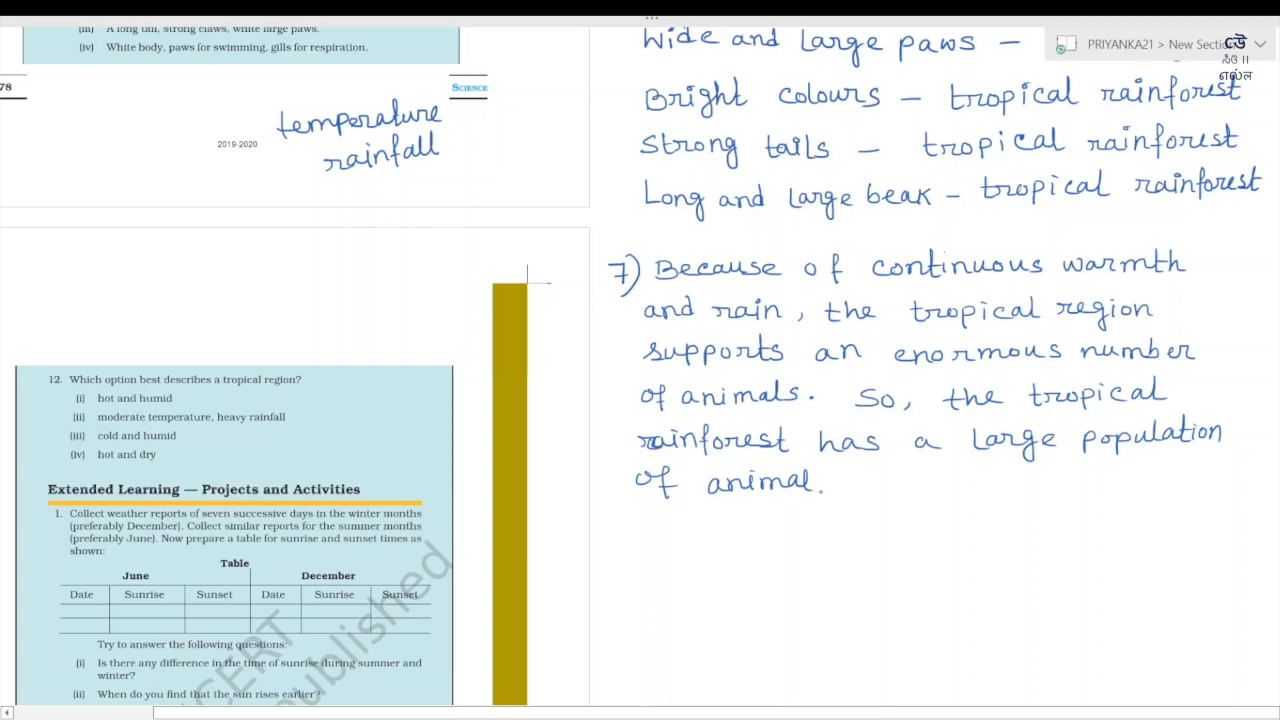 (iii) A long tail, strong claws, white large paws.
(iv) White body, paws for swimming, gills for respiration.
78
SCIENCE
temperature
rainfall
2019-2020
12. Which option best describes a tropical region?
(i) hot and humid
(ii) moderate temperature, heavy rainfall
(iii) cold and humid
(iv) hot and dry
Extended Learning — Projects and Activities
1. Collect weather reports of seven successive days in the winter months
(preferably December). Collect similar reports for the summer months
(preferably June). Now prepare a table for sunrise and sunset times as
shown:
Table
June December
Date Sunrise Sunset Date Sunrise Sunset
Try to answer the following questions:
(i) Is there any difference in the time of sunrise during summer and
winter?
(ii) When do you find that the sun rises earlier?
NCERT
published
Wide and Large paws –
Bright colours – tropical rainforest
Strong tails – tropical rainforest
Long and large beak – tropical rainforest
7) Because of continuous warmth
and rain, the tropical region
supports an enormous number
of animals. So, the tropical
rainforest has a large population
of animal.
PRIYANKA21 > New Section